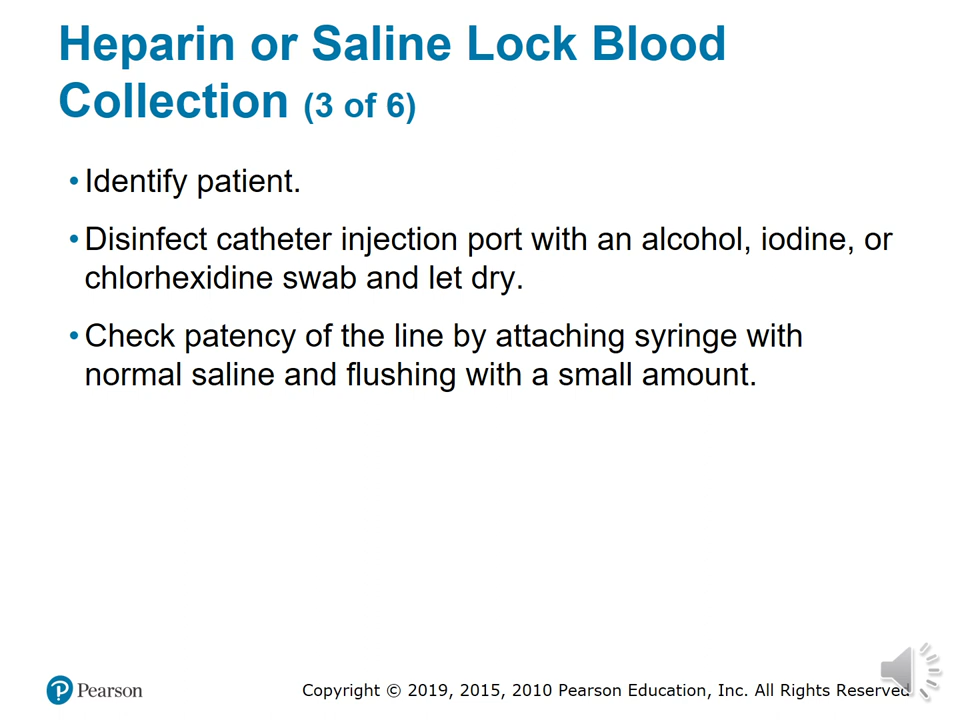 Heparin or Saline Lock Blood
Collection (3 of 6)
• Identify patient.
• Disinfect catheter injection port with an alcohol, iodine, or
chlorhexidine swab and let dry.
• Check patency of the line by attaching syringe with
normal saline and flushing with a small amount.
Pearson
Copyright © 2019, 2015, 2010 Pearson Education, Inc. All Rights Reserved